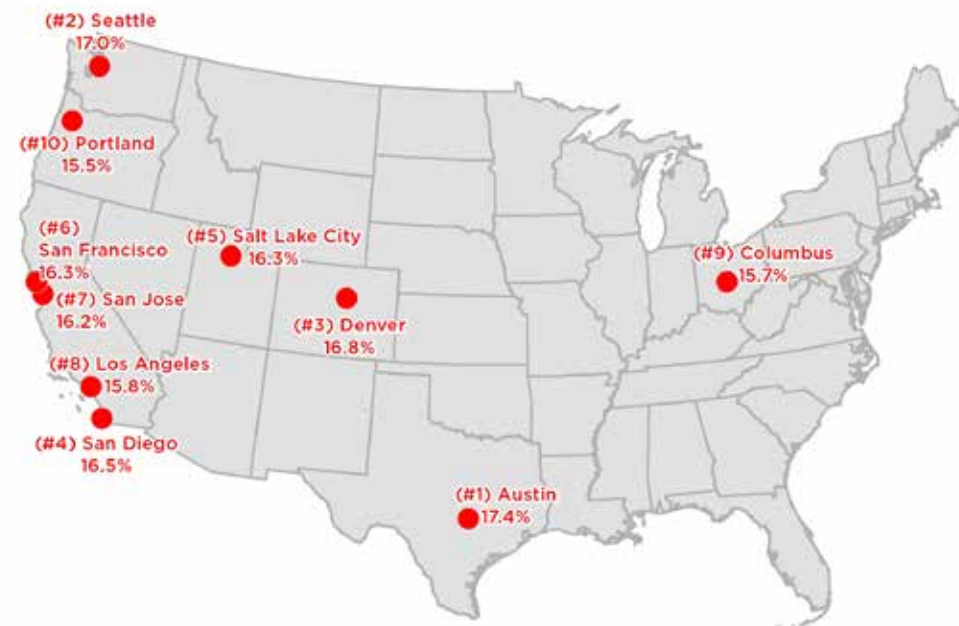 (#2) Seattle
17.0%
(#10) Portland
15.5%
(#6)
San Francisco
16.3%
(#7) San Jose
16.2%
(#5) Salt Lake City
16.3%
(#3) Denver
16.8%
(#9) Columbus
15.7%
(#8) Los Angeles
15.8%
(#4) San Diego
16.5%
(#1) Austin
17.4%